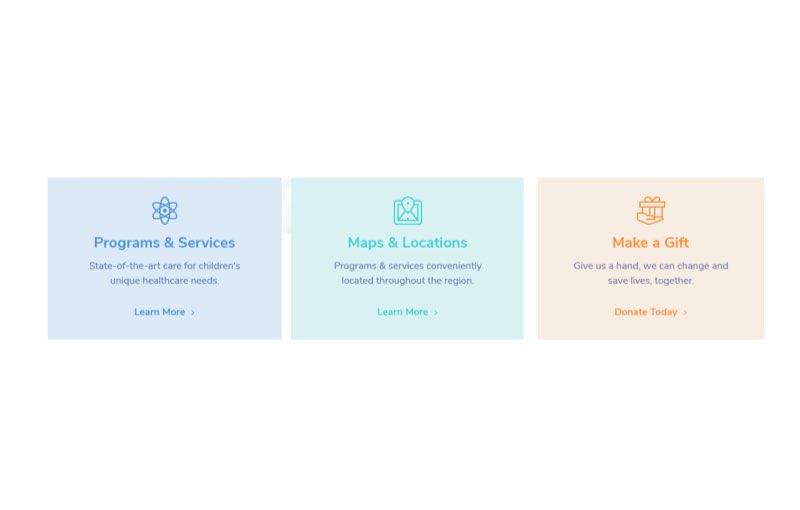 Programs & Services
State-of-the-art care for children's
unique healthcare needs.
Learn More
Maps & Locations
Programs & services conveniently
located throughout the region.
Learn More
Make a Gift
Give us a hand, we can change and
save lives, together.
Donate Today